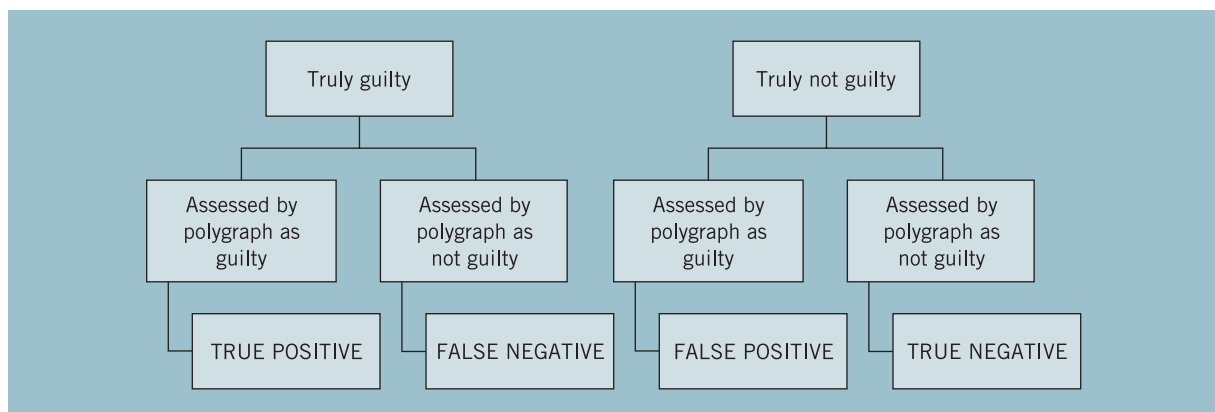 Truly guilty
Truly not guilty
Assessed by
polygraph as
guilty
Assessed by
polygraph as
not guilty
Assessed by
polygraph as
guilty
Assessed by
polygraph as
not guilty
TRUE POSITIVE
FALSE NEGATIVE
FALSE POSITIVE
TRUE NEGATIVE